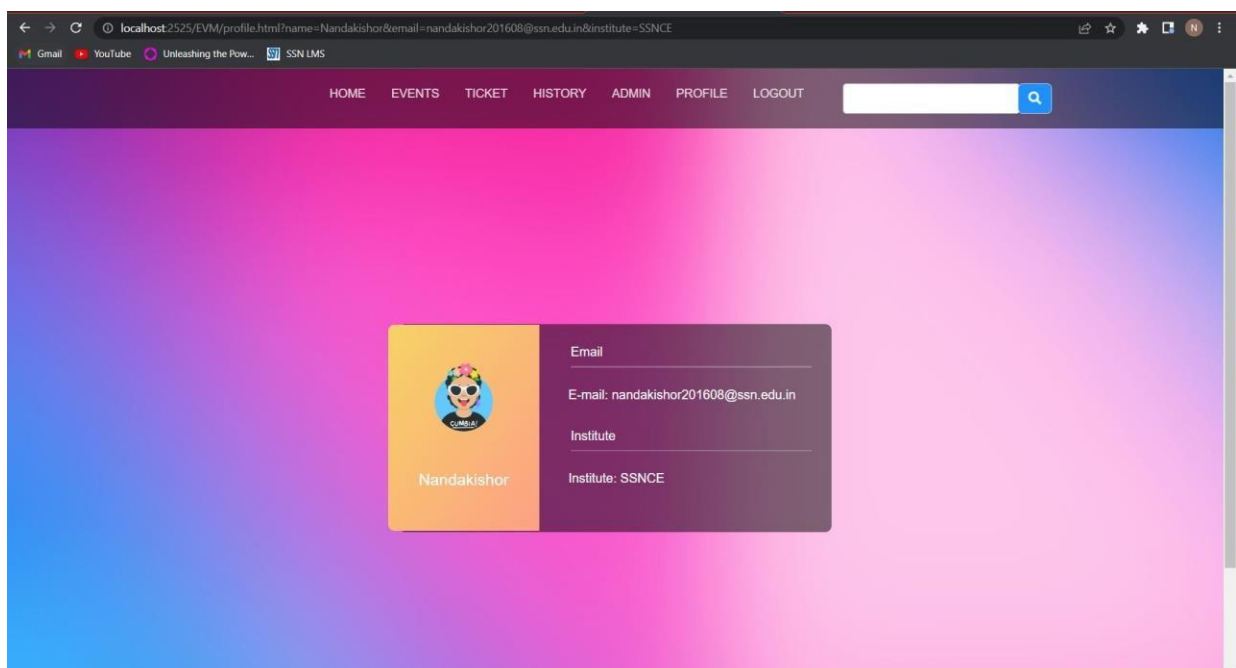 localhost:2525/EVM/profile.html?name=Nandakishor&email=nandakishor201608@ssn.edu.in&institute=SSNCE
N
Gmail YouTube Unleashing the Pow... SSN LMS
HOME EVENTS TICKET HISTORY ADMIN PROFILE LOGOUT
Email
E-mail: nandakishor201608@ssn.edu.in
CUMBIA!
Institute
Nandakishor
Institute: SSNCE